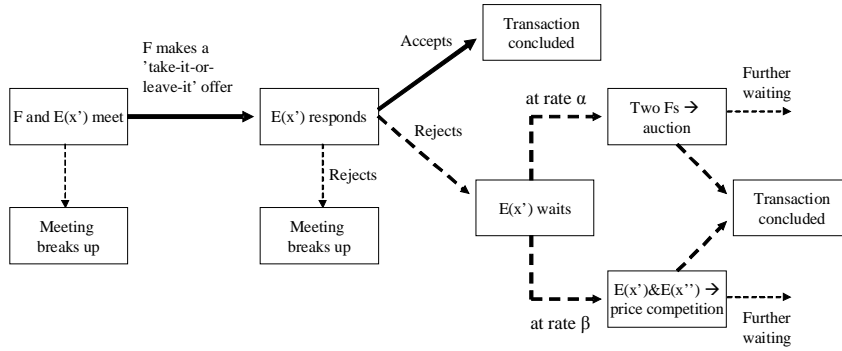 F makes a
'take-it-or-
leave-it' offer
Accepts
Transaction
concluded
F and E(x') meet
E(x') responds
Rejects
at rate α
Two Fs →
auction
Further
waiting
Rejects
Meeting
breaks up
Meeting
breaks up
E(x') waits
Transaction
concluded
at rate β
E(x')&E(x'') →
price competition
Further
waiting